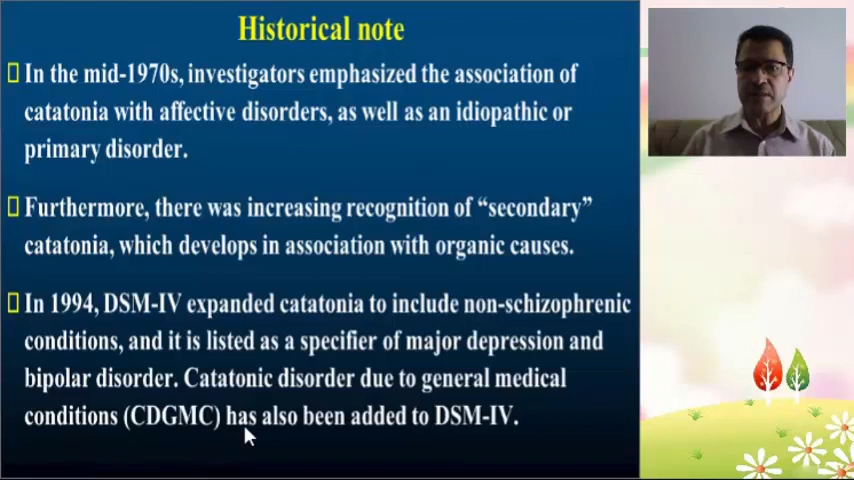 Historical note
In the mid-1970s, investigators emphasized the association of
catatonia with affective disorders, as well as an idiopathic or
primary disorder.
Furthermore, there was increasing recognition of “secondary”
catatonia, which develops in association with organic causes.
In 1994, DSM-IV expanded catatonia to include non-schizophrenic
conditions, and it is listed as a specifier of major depression and
bipolar disorder. Catatonic disorder due to general medical
conditions (CDGMC) has also been added to DSM-IV.